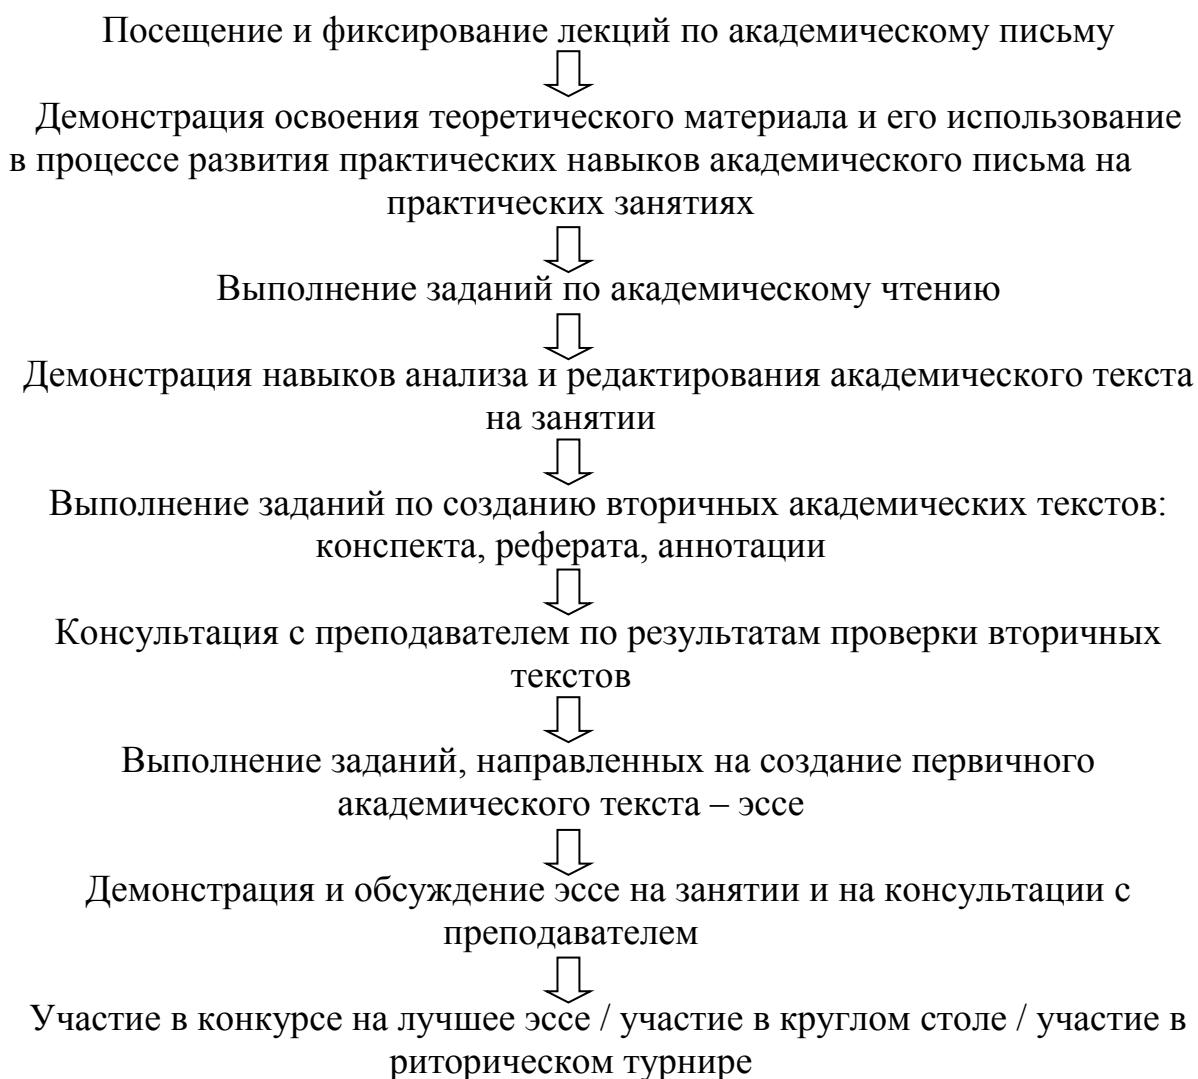 Посещение и фиксирование лекций по академическому письму
Демонстрация освоения теоретического материала и его использование
в процессе развития практических навыков академического письма на
практических занятиях
Выполнение заданий по академическому чтению
Демонстрация навыков анализа и редактирования академического текста
на занятии
Выполнение заданий по созданию вторичных академических текстов:
конспекта, реферата, аннотации
Консультация с преподавателем по результатам проверки вторичных
текстов
Выполнение заданий, направленных на создание первичного
академического текста – эссе
Демонстрация и обсуждение эссе на занятии и на консультации с
преподавателем
Участие в конкурсе на лучшее эссе / участие в круглом столе / участие в
риторическом турнире